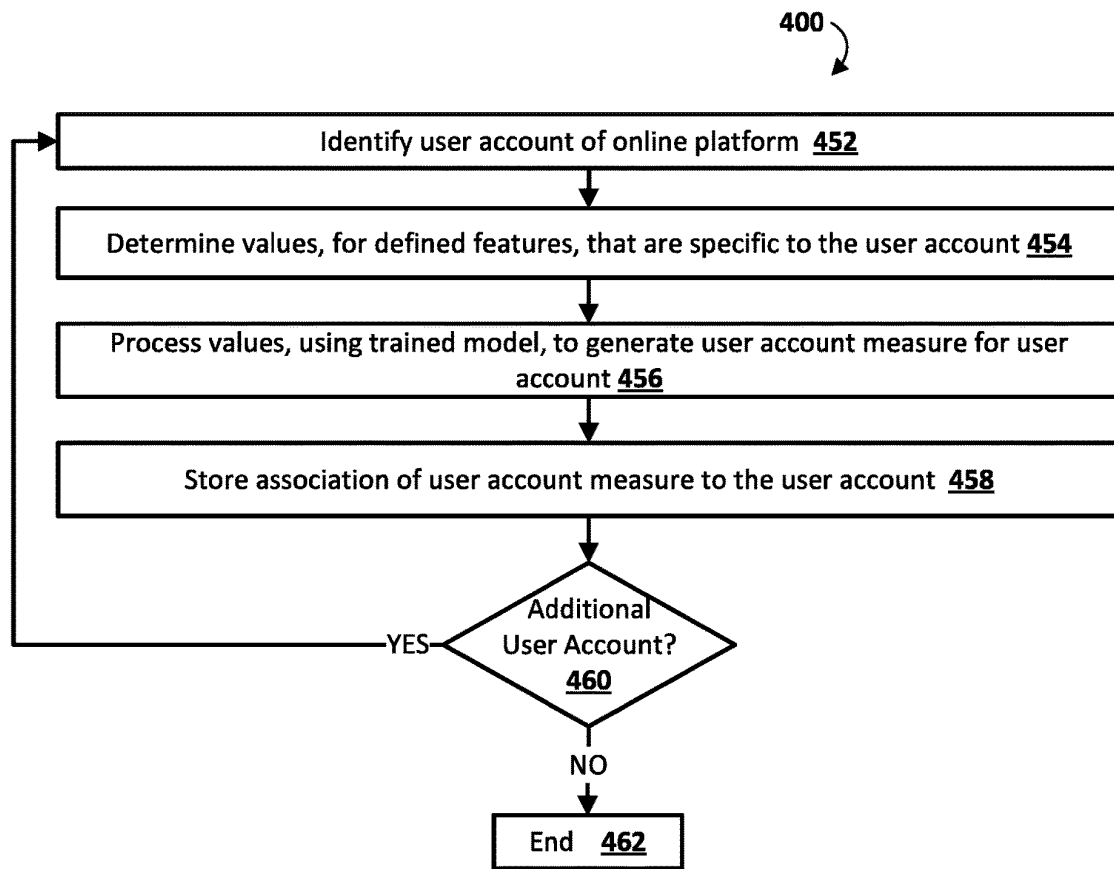 400
Identify user account of online platform 452
Determine values, for defined features, that are specific to the user account 454
Process values, using trained model, to generate user account measure for user
account 456
Store association of user account measure to the user account 458
Additional
User Account?
460
YES
NO
End 462